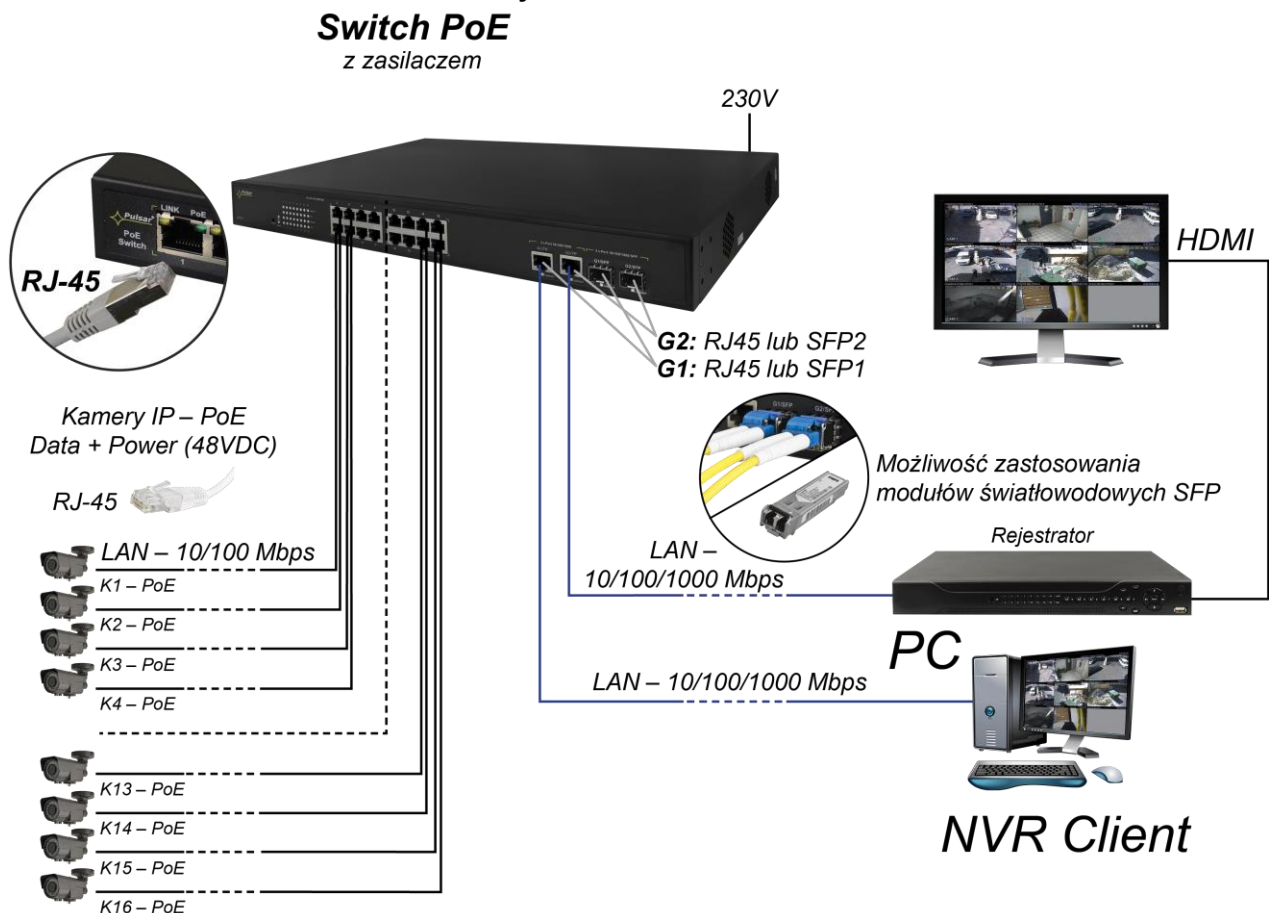 Switch PoE
z zasilaczem
230V
Pulsar
LINK PoE
PoE
Switch
1
RJ-45
HDMI
G2: RJ45 lub SFP2
G1: RJ45 lub SFP1
Kamery IP – PoE
Data + Power (48VDC)
RJ-45
G1/SFP
Możliwość zastosowania
modułów światłowodowych SFP
Rejestrator
LAN – 10/100 Mbps
LAN –
10/100/1000 Mbps
K1 – PoE
K2 – PoE
K3 – PoE
K4 – PoE
PC
LAN – 10/100/1000 Mbps
K13 – PoE
K14 – PoE
K15 – PoE
K16 – PoE
NVR Client